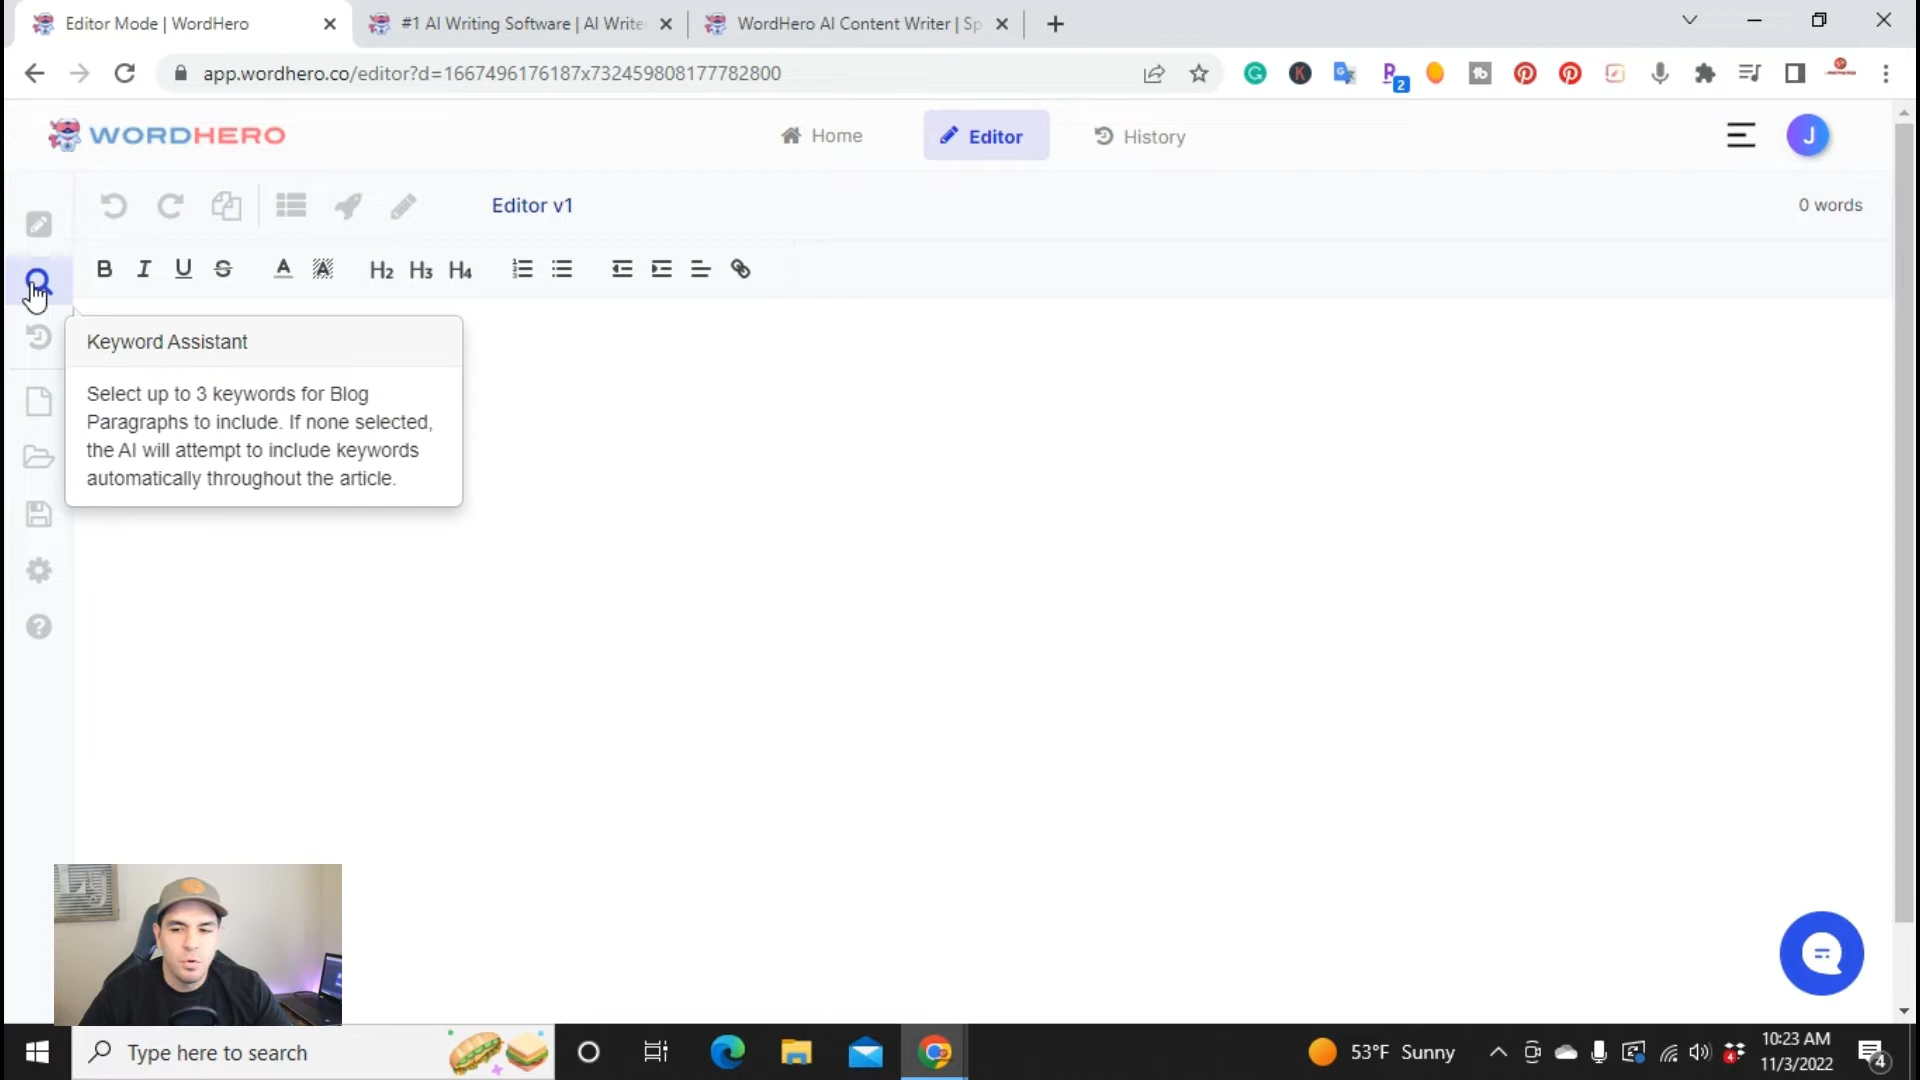 Editor Mode | WordHero
#1 AI Writing Software | AI Write
WordHero AI Content Writer | Sp
app.wordhero.co/editor?d=1667496176187x732459808177782800
2
WORDHERO
Home
Editor
History
J
Editor v1
0 words
B I U S A A H2 H3 H4
Keyword Assistant
Select up to 3 keywords for Blog
Paragraphs to include. If none selected,
the AI will attempt to include keywords
automatically throughout the article.
Type here to search
53°F Sunny
4
10:23 AM
11/3/2022
4